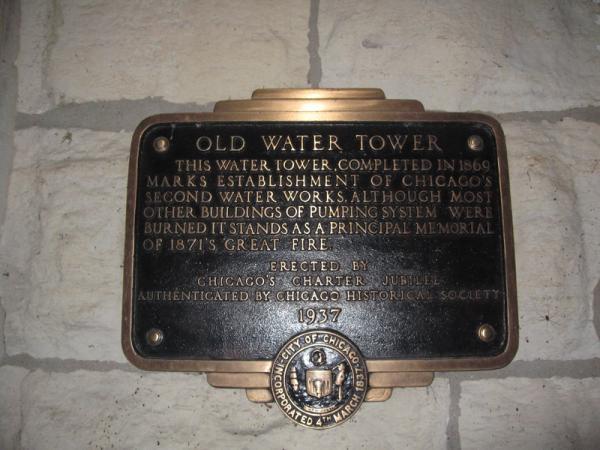 OLD WATER TOWER
THIS WATER TOWER, COMPLETED IN 1869
MARKS ESTABLISHMENT OF CHICAGO'S
SECOND WATER WORKS. ALTHOUGH MOST
OTHER BUILDINGS OF PUMPING SYSTEM WERE
BURNED IT STANDS AS A PRINCIPAL MEMORIAL
OF 1871'S GREAT FIRE.
ERECTED BY
CHICAGO'S CHARTER JUBILEE
AUTHENTICATED BY CHICAGO HISTORICAL SOCIETY
1937
CITY OF CHICAGO
INCORPORATED 4TH MARCH 1837